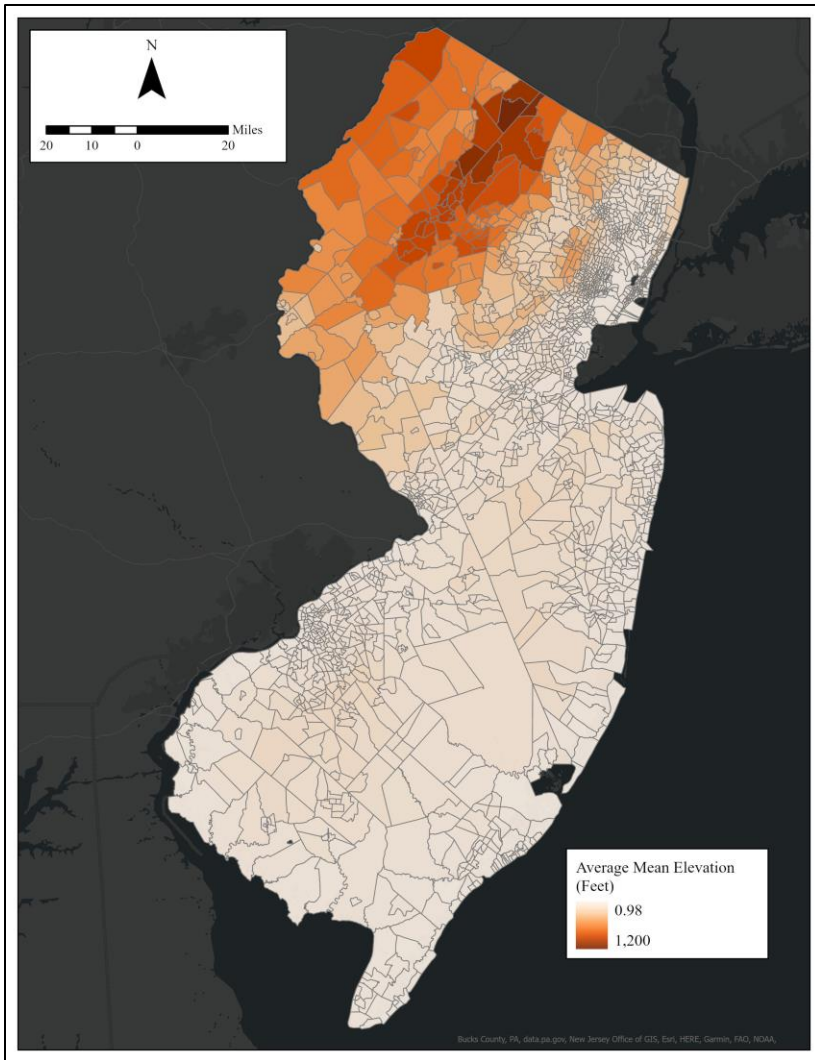 N
Miles
20 10 0 20
Average Mean Elevation
(Feet)
0.98
1,200
Bucks County, PA, data.pa.gov, New Jersey Office of GIS, Esri, HERE, Garmin, FAO, NOAA,